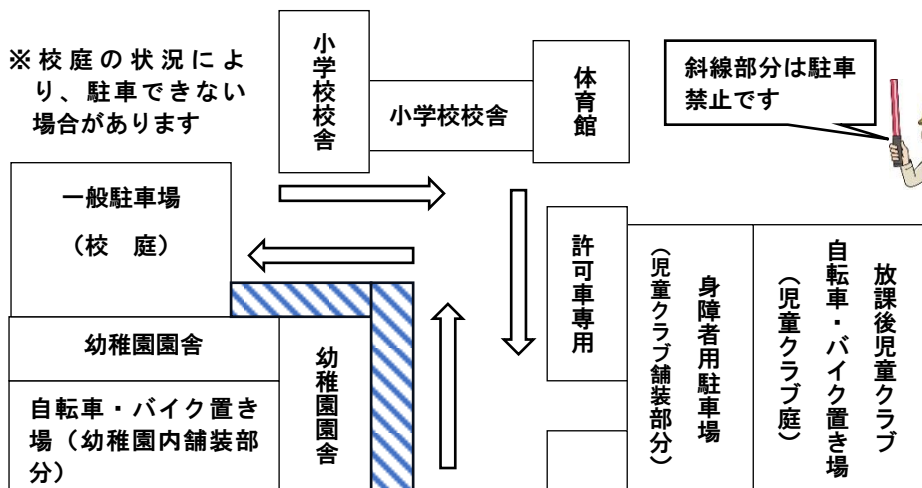 ※校庭の状況によ
り、駐車できない
場合があります
小学校校舎
小学校校舎
体育館
斜線部分は駐車
禁止です
一般駐車場
（校　庭）
許可車専用
身障者用駐車場
（児童クラブ舗装部分）
放課後児童クラブ
自転車・バイク置き場
（児童クラブ庭）
幼稚園園舎
幼稚園園舎
自転車・バイク置き
場（幼稚園内舗装部
分）